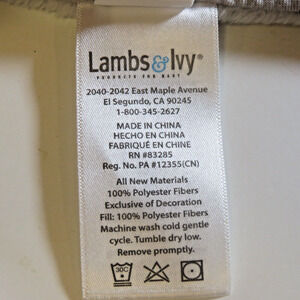 Lambs&Ivy®
PRODUCTS FOR BABY
2040-2042 East Maple Avenue
El Segundo, CA 90245
1-800-345-2627
MADE IN CHINA
HECHO EN CHINA
FABRIQUÉ EN CHINE
RN #83285
Reg. No. PA #12355(CN)
All New Materials
100% Polyester Fibers
Exclusive of Decoration
Fill: 100% Polyester Fibers
Machine wash cold gentle
cycle. Tumble dry low.
Remove promptly.
30C